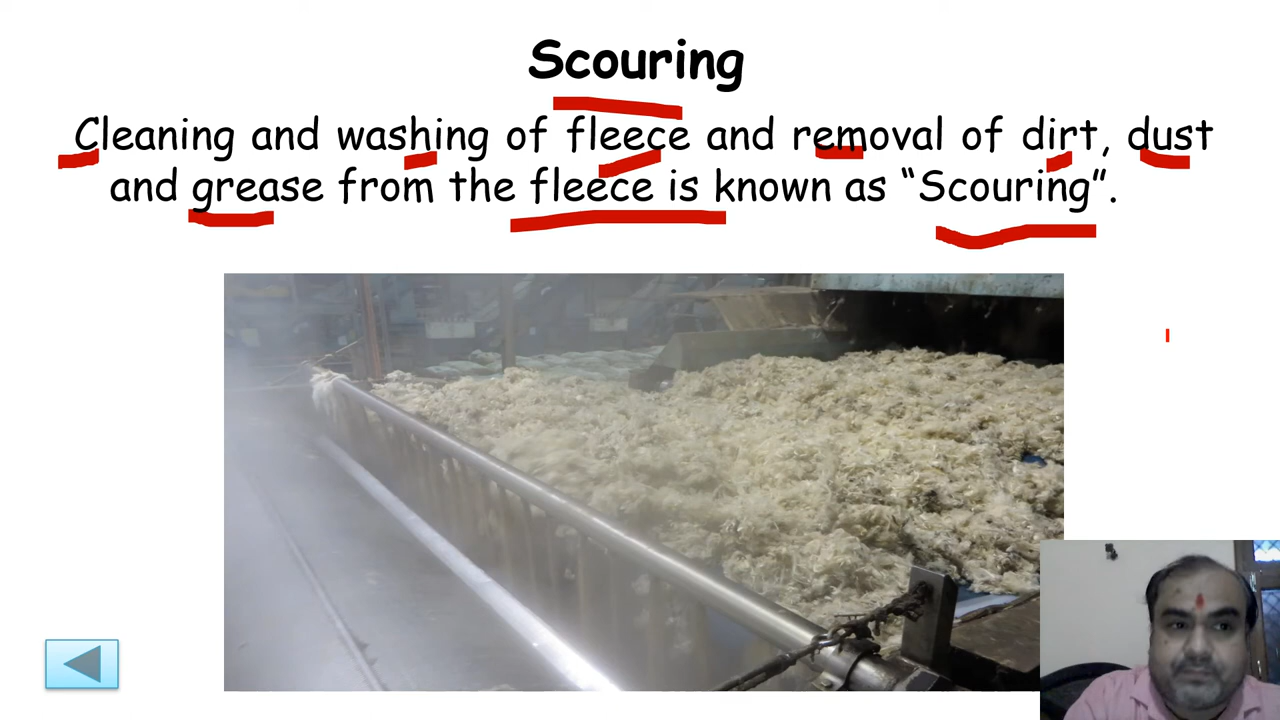 Scouring
Cleaning and washing of fleece and removal of dirt, dust
and grease from the fleece is known as “Scouring”.